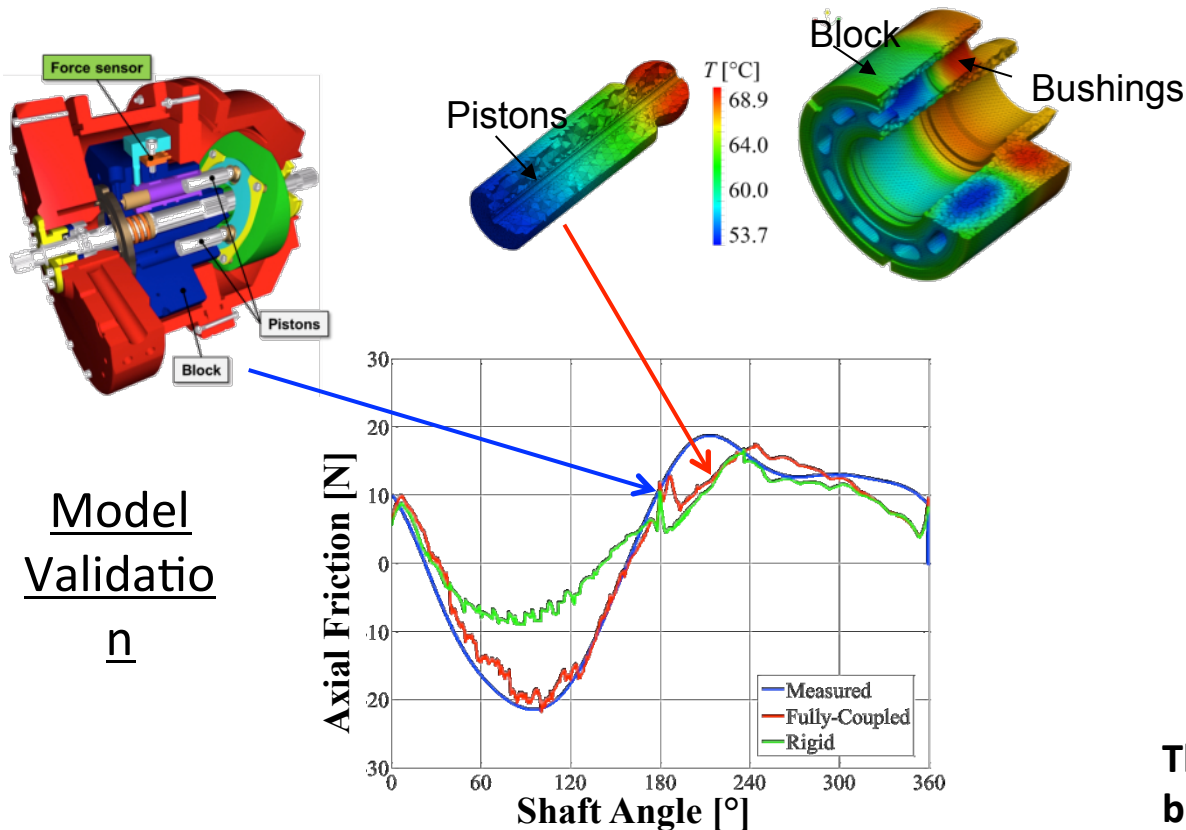 Force sensor
Pistons
Block
Pistons
T [°C]
68.9
64.0
60.0
53.7
Block
Bushings
Model
Validation
n
Axial Friction [N]
30
20
10
0
-10
-20
-30
0
60
120
180
240
300
360
Shaft Angle [°]
Measured
Fully-Coupled
Rigid